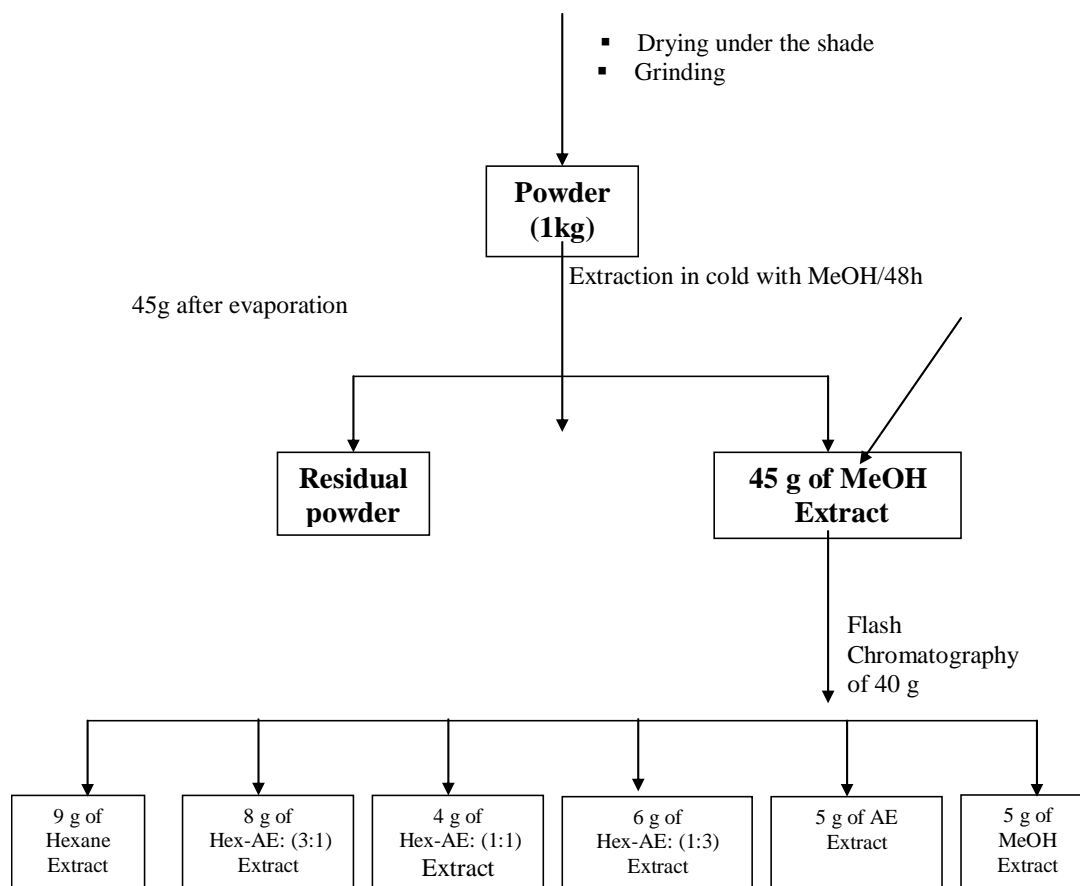 ▪ Drying under the shade
▪ Grinding
Powder
(1kg)
Extraction in cold with MeOH/48h
45g after evaporation
Residual
powder
45 g of MeOH
Extract
Flash
Chromatography
of 40 g
9 g of
Hexane
Extract
8 g of
Hex-AE: (3:1)
Extract
4 g of
Hex-AE: (1:1)
Extract
6 g of
Hex-AE: (1:3)
Extract
5 g of AE
Extract
5 g of
MeOH
Extract